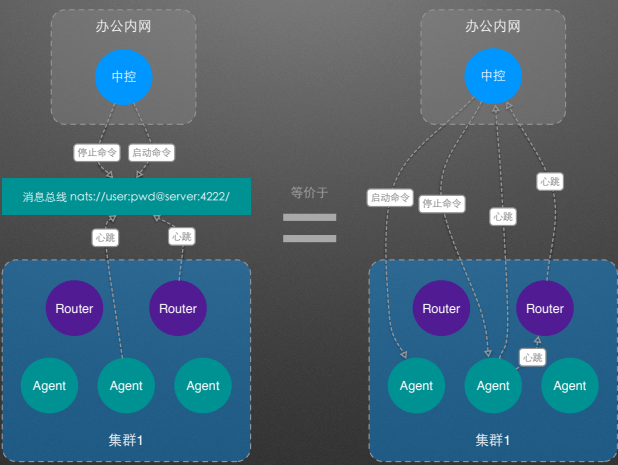 办公内网
中控
停止命令
启动命令
消息总线 nats://user:pwd@server:4222/
心跳
心跳
Router
Router
Agent
Agent
Agent
集群1
等价于
办公内网
中控
启动命令
停止命令
心跳
心跳
Router
Router
心跳
Agent
Agent
Agent
集群1